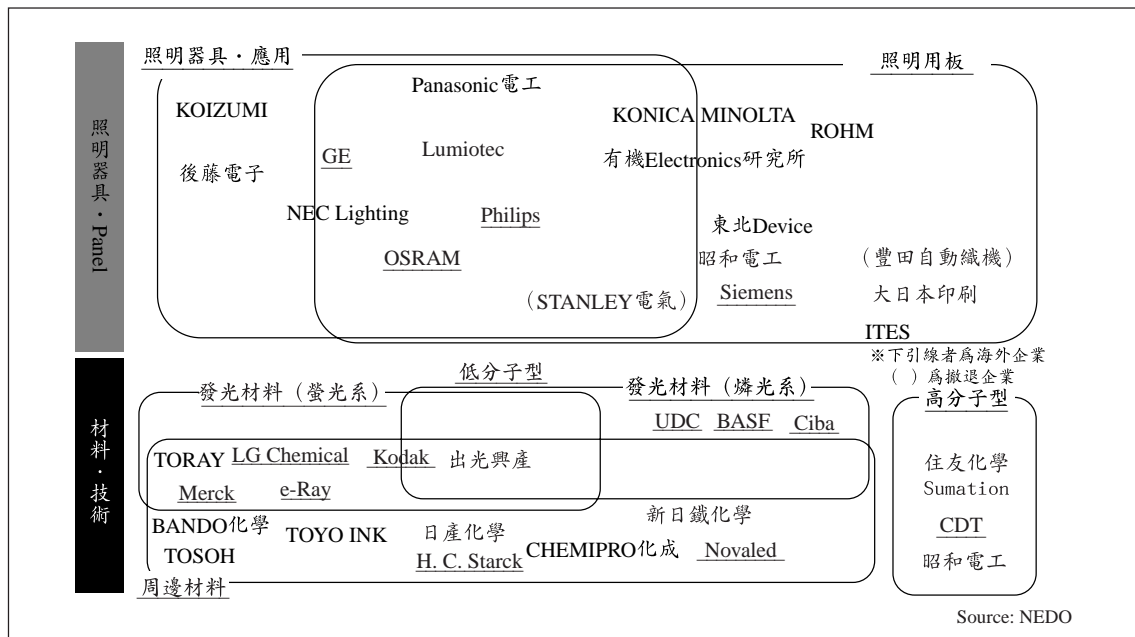 照明器具・應用
照明用板
Panasonic電工
KOIZUMI
KONICA MINOLTA
ROHM
GE
Lumiotec
有機Electronics研究所
後藤電子
NEC Lighting
Philips
東北Device
OSRAM
昭和電工
(豐田自動織機)
(STANLEY電氣)
Siemens
大日本印刷
ITES
※下引線者為海外企業
( )為撤退企業
照明器具・Panel
低分子型
發光材料(螢光系)
發光材料(燐光系)
高分子型
UDC
BASF
Ciba
TORAY
LG Chemical
Kodak
出光興產
Merck
e-Ray
住友化學
Sumation
CDT
昭和電工
BANDO化學
TOYO INK
日產化學
新日鐵化學
TOSOH
H. C. Starck
CHEMIPRO化成
Novaled
周邊材料
材料・技術
Source: NEDO